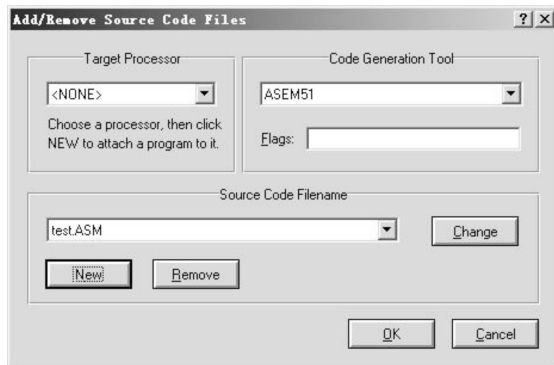 Add/Remove Source Code Files
Target Processor
<NONE>
Choose a processor, then click
NEW to attach a program to it.
Code Generation Tool
ASEM51
Flags:
Source Code Filename
test.ASM
Change
New
Remove
OK
Cancel